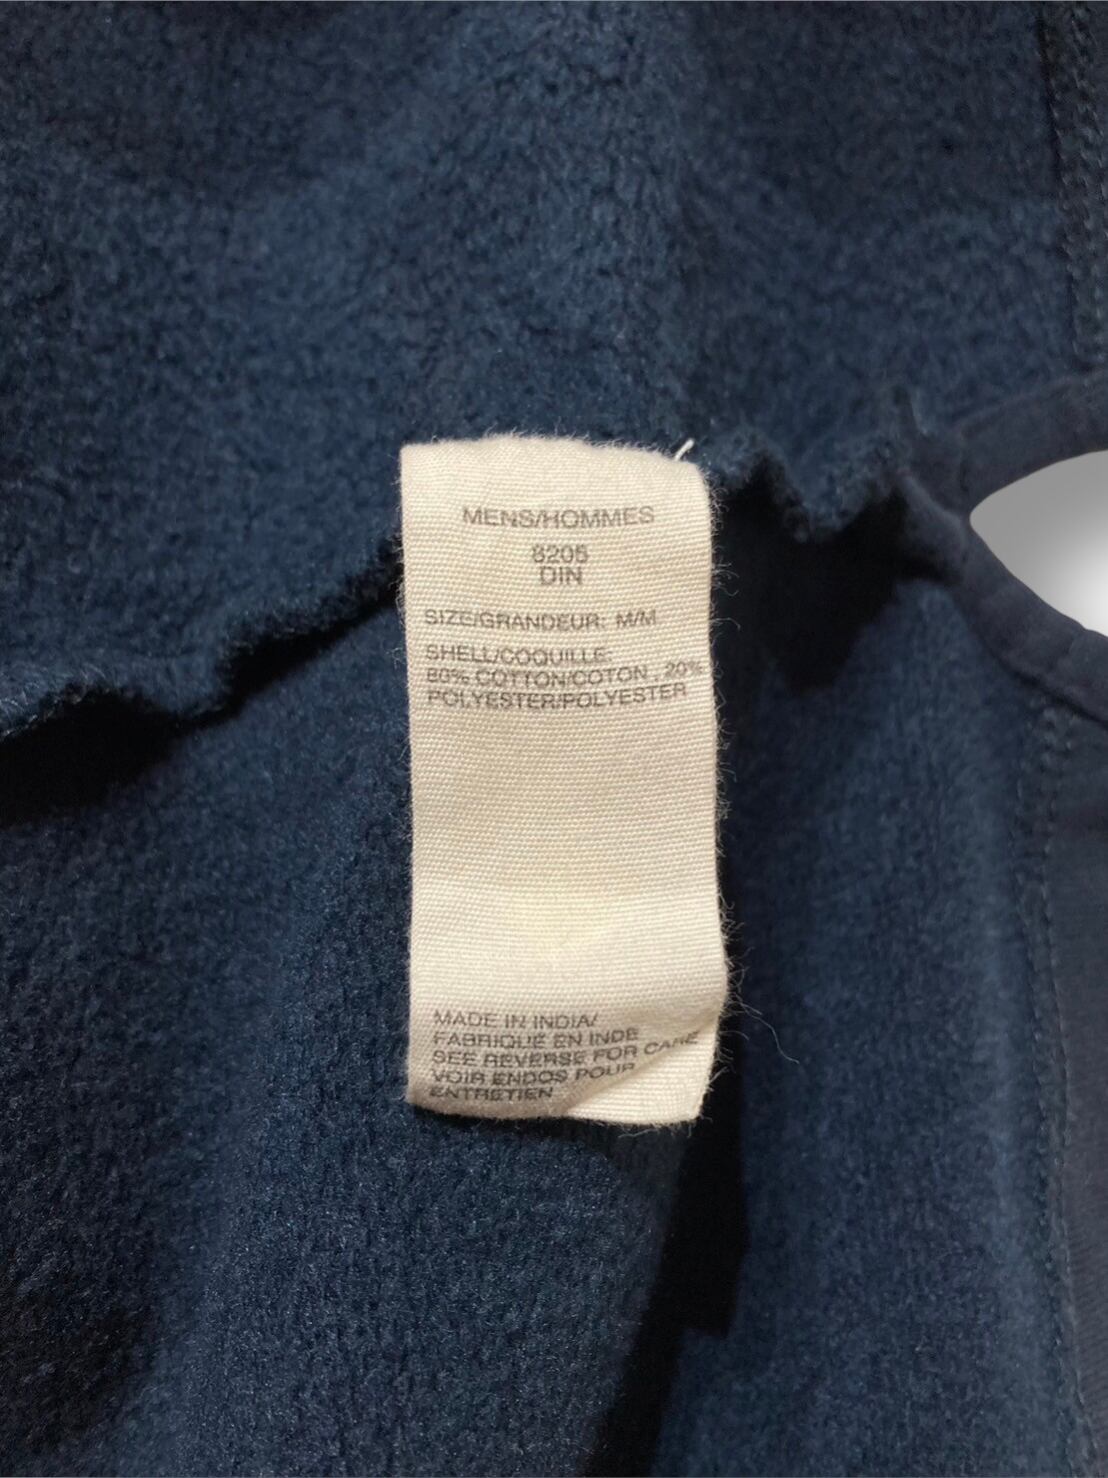 MENS/HOMMES
8205
DIN
SIZE/GRANDEUR: M/M
SHELL/COQUILLE:
80% COTTON/COTON , 20%
POLYESTER/POLYESTER
MADE IN INDIA/
FABRIQUE EN INDE
SEE REVERSE FOR CARE
VOIR ENDOS POUR
ENTRETIEN